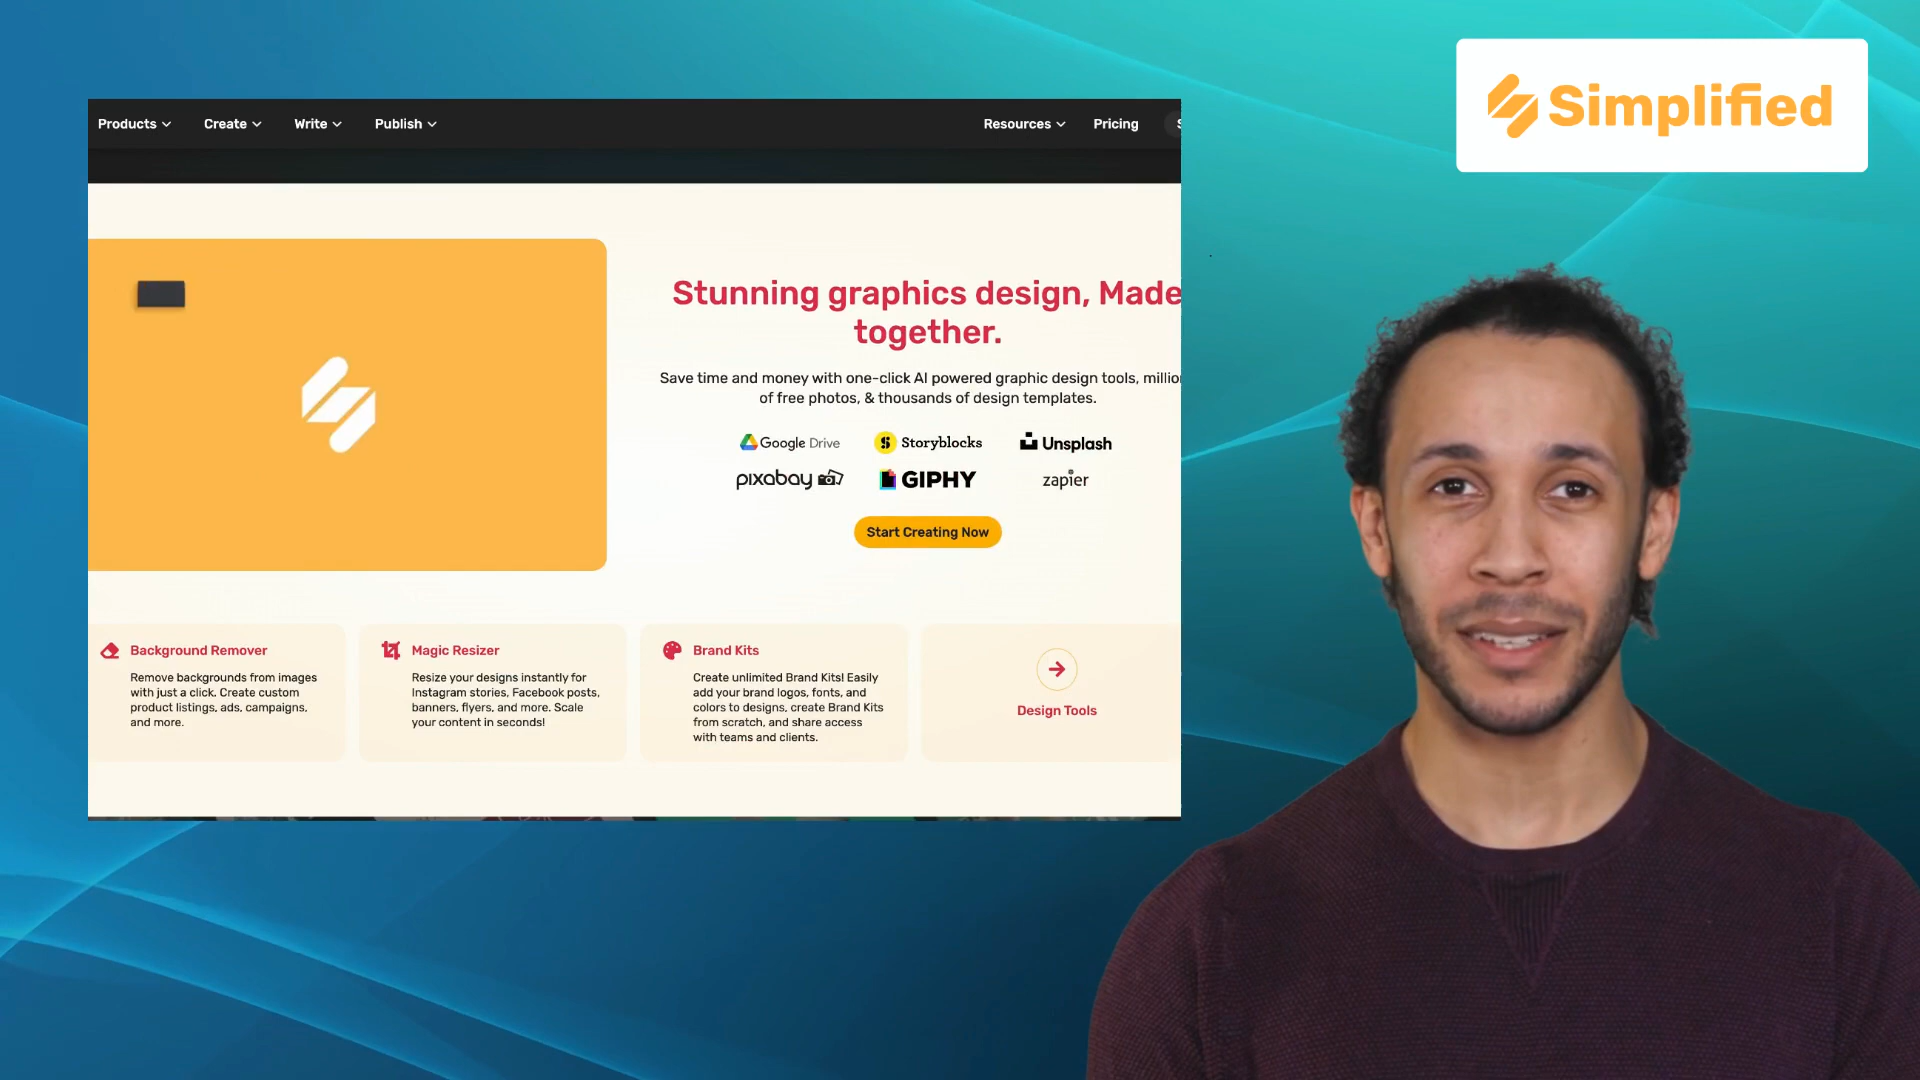 Simplified
Products Create Write Publish Resources Pricing
Stunning graphics design, Made
together.
Save time and money with one-click AI powered graphic design tools, millio
of free photos, & thousands of design templates.
Google Drive Storyblocks Unsplash
pixabay GIPHY zapier
Start Creating Now
Background Remover
Remove backgrounds from images
with just a click. Create custom
product listings, ads, campaigns,
and more.
Magic Resizer
Resize your designs instantly for
Instagram stories, Facebook posts,
banners, flyers, and more. Scale
your content in seconds!
Brand Kits
Create unlimited Brand Kits! Easily
add your brand logos, fonts, and
colors to designs, create Brand Kits
from scratch, and share access
with teams and clients.
Design Tools